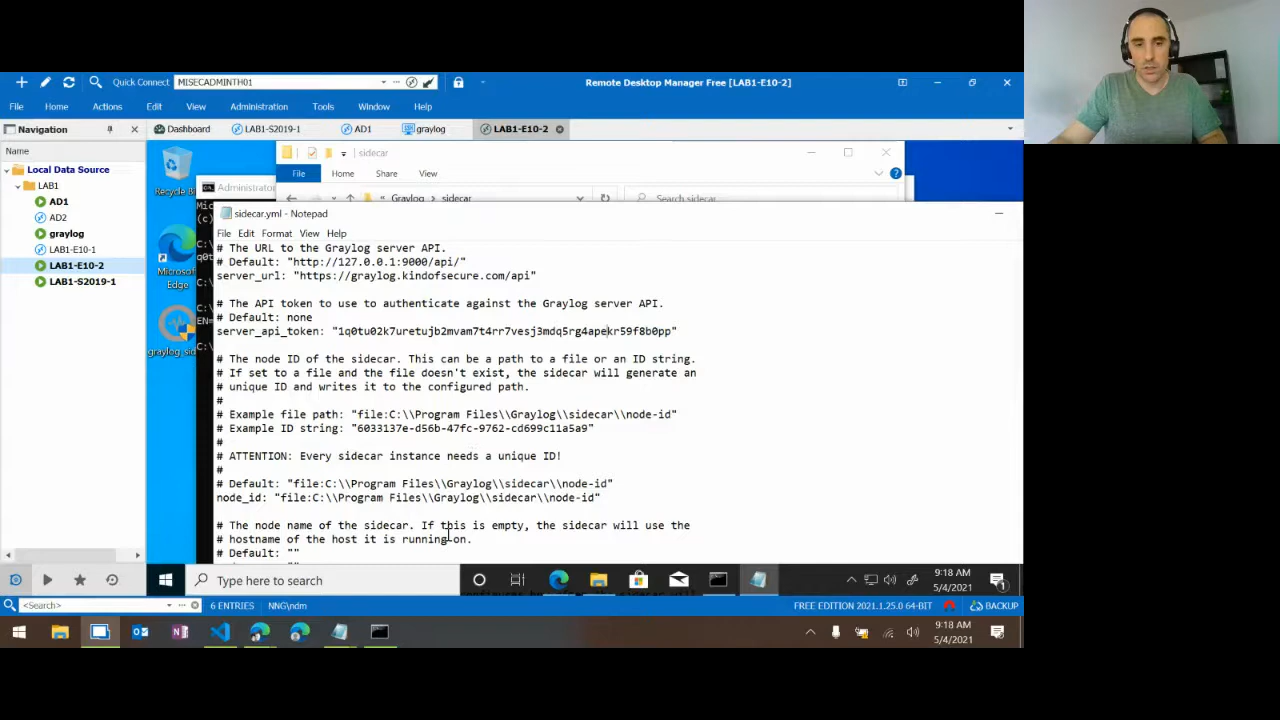 Quick Connect MISECADMINTH01
Remote Desktop Manager Free [LAB1-E10-2]
File Home Actions Edit View Administration Tools Window Help
Navigation
Dashboard LAB1-S2019-1 AD1 graylog LAB1-E10-2
Name
Local Data Source
LAB1
AD1
AD2
graylog
LAB1-E10-1
LAB1-E10-2
LAB1-S2019-1
Recycle Bin
Microsoft
Edge
sidecar
File Home Share View
Graylog sidecar
Search sidecar
Administrator
sidecar.yml - Notepad
File Edit Format View Help
# The URL to the Graylog server API.
# Default: "http://127.0.0.1:9000/api/"
server_url: "https://graylog.kindofsecure.com/api"
# The API token to use to authenticate against the Graylog server API.
# Default: none
server_api_token: "1q0tu02k7uretujb2mvam7t4rr7vesj3mdq5rg4apekr59f8b0pp"
# The node ID of the sidecar. This can be a path to a file or an ID string.
# If set to a file and the file doesn't exist, the sidecar will generate an
# unique ID and writes it to the configured path.
#
# Example file path: "file:C:\\Program Files\\Graylog\\sidecar\\node-id"
# Example ID string: "6033137e-d56b-47fc-9762-cd699c11a5a9"
#
# ATTENTION: Every sidecar instance needs a unique ID!
#
# Default: "file:C:\\Program Files\\Graylog\\sidecar\\node-id"
node_id: "file:C:\\Program Files\\Graylog\\sidecar\\node-id"
# The node name of the sidecar. If this is empty, the sidecar will use the
# hostname of the host it is running on.
# Default: ""
Type here to search
9:18 AM
5/4/2021
<Search>
6 ENTRIES
NNG\ndm
FREE EDITION 2021.1.25.0 64-BIT
BACKUP
9:18 AM
5/4/2021